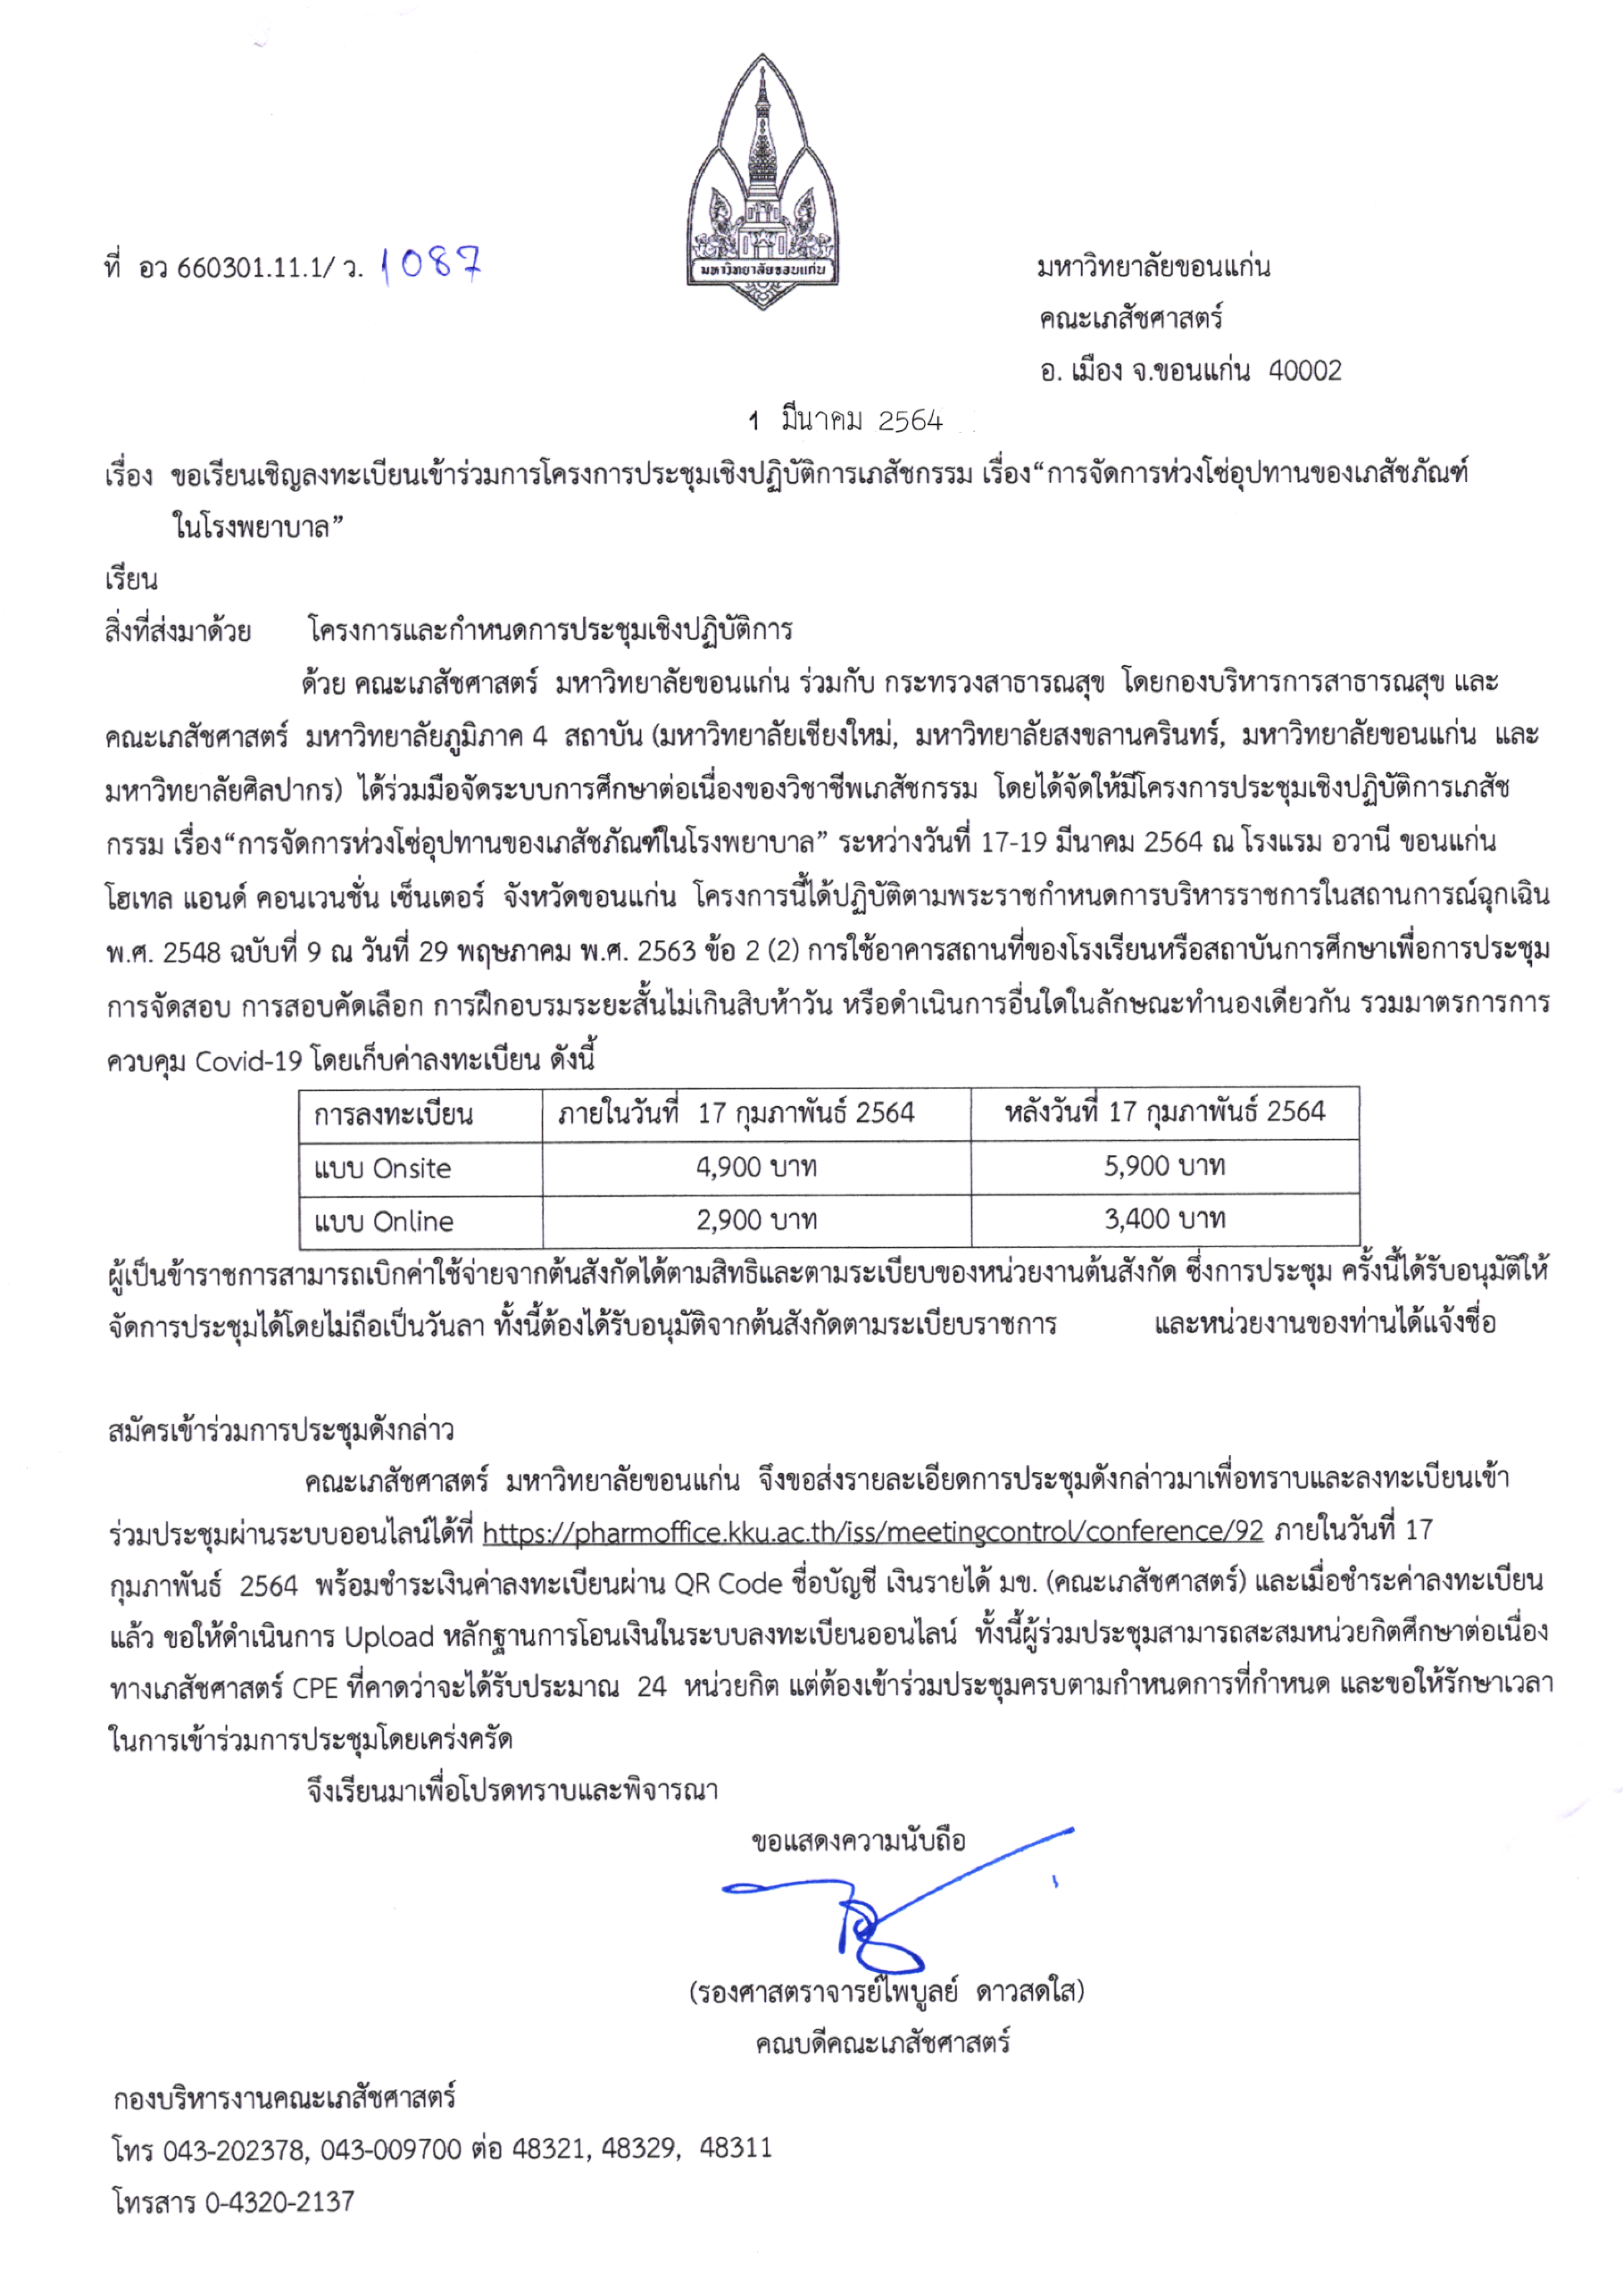 มหาวิทยาลัยขอนแก่น
ที่ อว 660301.11.1/ ว. 1087
มหาวิทยาลัยขอนแก่น
คณะเภสัชศาสตร์
อ. เมือง จ.ขอนแก่น 40002
1 มีนาคม 2564
เรื่อง ขอเรียนเชิญลงทะเบียนเข้าร่วมการโครงการประชุมเชิงปฏิบัติการเภสัชกรรม เรื่อง“การจัดการห่วงโซ่อุปทานของเภสัชภัณฑ์
ในโรงพยาบาล”
เรียน
สิ่งที่ส่งมาด้วย โครงการและกำหนดการประชุมเชิงปฏิบัติการ
ด้วย คณะเภสัชศาสตร์ มหาวิทยาลัยขอนแก่น ร่วมกับ กระทรวงสาธารณสุข โดยกองบริหารการสาธารณสุข และ
คณะเภสัชศาสตร์ มหาวิทยาลัยภูมิภาค 4 สถาบัน (มหาวิทยาลัยเชียงใหม่, มหาวิทยาลัยสงขลานครินทร์, มหาวิทยาลัยขอนแก่น และ
มหาวิทยาลัยศิลปากร) ได้ร่วมมือจัดระบบการศึกษาต่อเนื่องของวิชาชีพเภสัชกรรม โดยได้จัดให้มีโครงการประชุมเชิงปฏิบัติการเภสัช
กรรม เรื่อง“การจัดการห่วงโซ่อุปทานของเภสัชภัณฑ์ในโรงพยาบาล” ระหว่างวันที่ 17-19 มีนาคม 2564 ณ โรงแรม อวานี ขอนแก่น
โฮเทล แอนด์ คอนเวนชั่น เซ็นเตอร์ จังหวัดขอนแก่น โครงการนี้ได้ปฏิบัติตามพระราชกำหนดการบริหารราชการในสถานการณ์ฉุกเฉิน
พ.ศ. 2548 ฉบับที่ 9 ณ วันที่ 29 พฤษภาคม พ.ศ. 2563 ข้อ 2 (2) การใช้อาคารสถานที่ของโรงเรียนหรือสถาบันการศึกษาเพื่อการประชุม
การจัดสอบ การสอบคัดเลือก การฝึกอบรมระยะสั้นไม่เกินสิบห้าวัน หรือดำเนินการอื่นใดในลักษณะทำนองเดียวกัน รวมมาตรการการ
ควบคุม Covid-19 โดยเก็บค่าลงทะเบียน ดังนี้
การลงทะเบียน ภายในวันที่ 17 กุมภาพันธ์ 2564 หลังวันที่ 17 กุมภาพันธ์ 2564
แบบ Onsite 4,900 บาท 5,900 บาท
แบบ Online 2,900 บาท 3,400 บาท
ผู้เป็นข้าราชการสามารถเบิกค่าใช้จ่ายจากต้นสังกัดได้ตามสิทธิและตามระเบียบของหน่วยงานต้นสังกัด ซึ่งการประชุม ครั้งนี้ได้รับอนุมัติให้
จัดการประชุมได้โดยไม่ถือเป็นวันลา ทั้งนี้ต้องได้รับอนุมัติจากต้นสังกัดตามระเบียบราชการ และหน่วยงานของท่านได้แจ้งชื่อ
สมัครเข้าร่วมการประชุมดังกล่าว
คณะเภสัชศาสตร์ มหาวิทยาลัยขอนแก่น จึงขอส่งรายละเอียดการประชุมดังกล่าวมาเพื่อทราบและลงทะเบียนเข้า
ร่วมประชุมผ่านระบบออนไลน์ได้ที่ https://pharmoffice.kku.ac.th/iss/meetingcontrol/conference/92 ภายในวันที่ 17
กุมภาพันธ์ 2564 พร้อมชำระเงินค่าลงทะเบียนผ่าน QR Code ชื่อบัญชี เงินรายได้ มข. (คณะเภสัชศาสตร์) และเมื่อชำระค่าลงทะเบียน
แล้ว ขอให้ดำเนินการ Upload หลักฐานการโอนเงินในระบบลงทะเบียนออนไลน์ ทั้งนี้ผู้ร่วมประชุมสามารถสะสมหน่วยกิตศึกษาต่อเนื่อง
ทางเภสัชศาสตร์ CPE ที่คาดว่าจะได้รับประมาณ 24 หน่วยกิต แต่ต้องเข้าร่วมประชุมครบตามกำหนดการที่กำหนด และขอให้รักษาเวลา
ในการเข้าร่วมการประชุมโดยเคร่งครัด
จึงเรียนมาเพื่อโปรดทราบและพิจารณา
ขอแสดงความนับถือ
(รองศาสตราจารย์ไพบูลย์ ดาวสดใส)
คณบดีคณะเภสัชศาสตร์
กองบริหารงานคณะเภสัชศาสตร์
โทร 043-202378, 043-009700 ต่อ 48321, 48329, 48311
โทรสาร 0-4320-2137